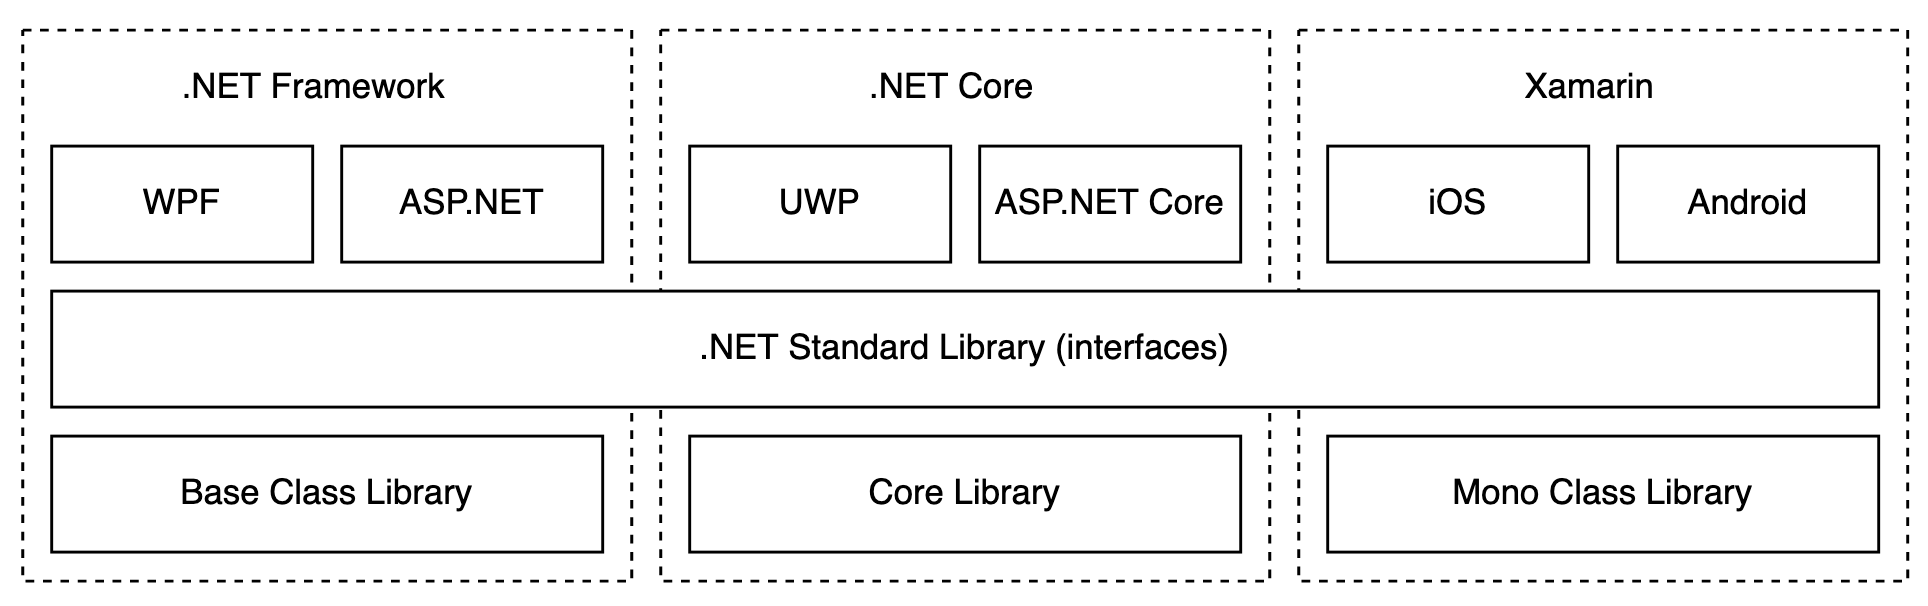 .NET Framework
.NET Core
Xamarin
WPF
ASP.NET
UWP
ASP.NET Core
iOS
Android
.NET Standard Library (interfaces)
Base Class Library
Core Library
Mono Class Library